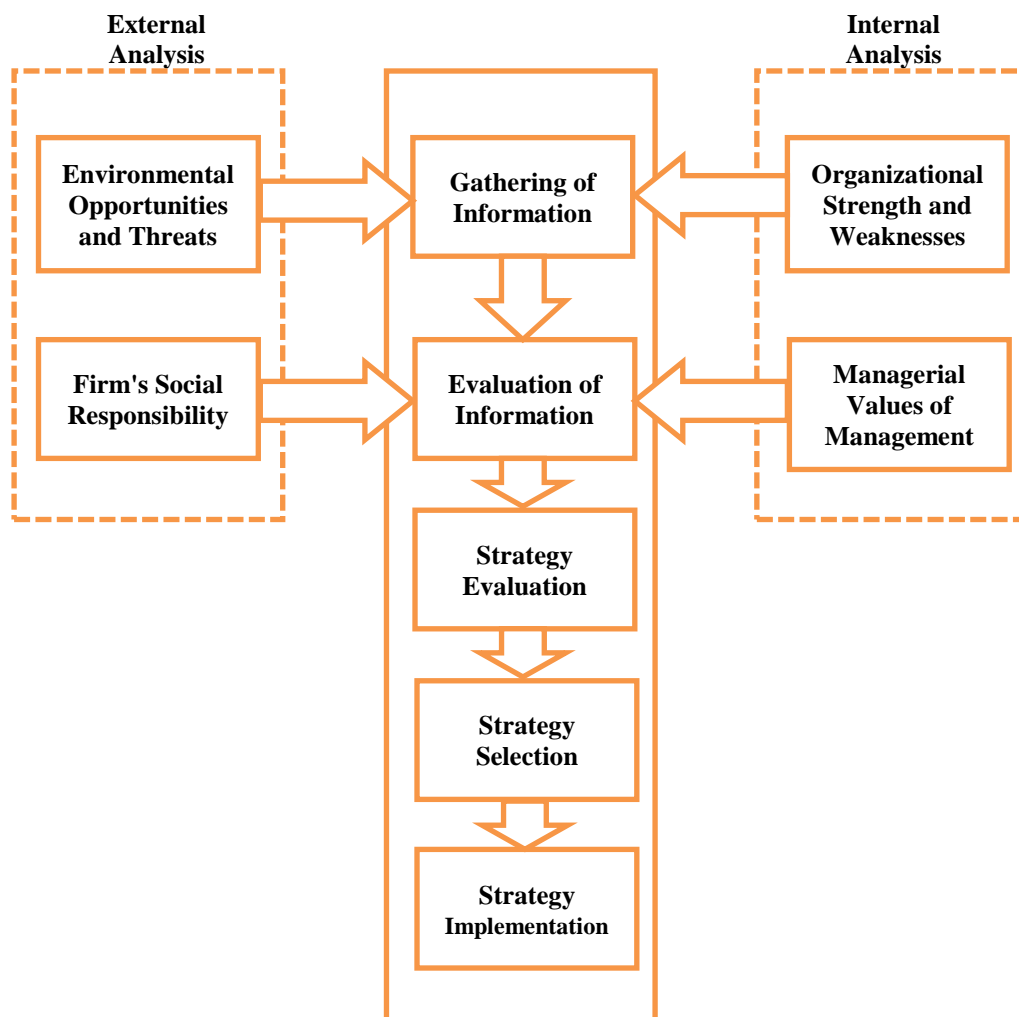 External
Analysis
Internal
Analysis
Environmental
Opportunities
and Threats
Gathering of
Information
Organizational
Strength and
Weaknesses
Firm's Social
Responsibility
Evaluation of
Information
Managerial
Values of
Management
Strategy
Evaluation
Strategy
Selection
Strategy
Implementation